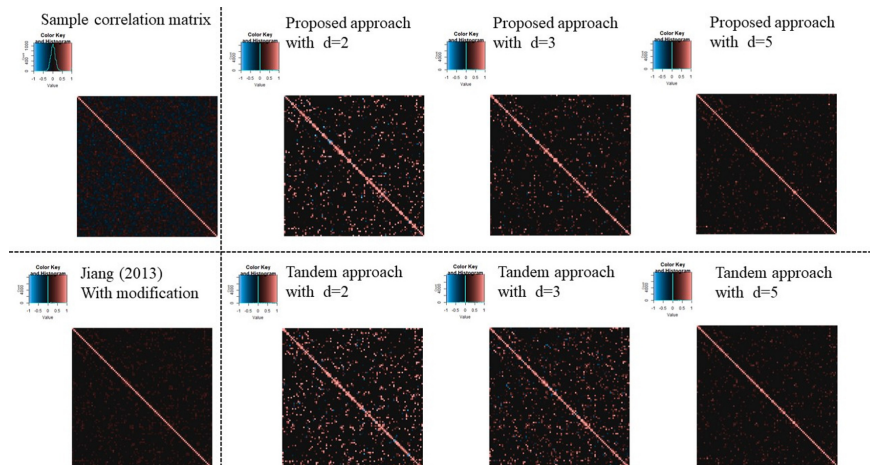 Sample correlation matrix
Color Key
and Histogram
-1 -0.5 0 0.5 1
Value
Proposed approach
with d=2
Color Key
and Histogram
-1 -0.5 0 0.5 1
Value
Proposed approach
with d=3
Color Key
and Histogram
-1 -0.5 0 0.5 1
Value
Proposed approach
with d=5
Color Key
and Histogram
-1 -0.5 0 0.5 1
Value
Jiang (2013)
With modification
Color Key
and Histogram
-1 -0.5 0 0.5 1
Value
Tandem approach
with d=2
Color Key
and Histogram
-1 -0.5 0 0.5 1
Value
Tandem approach
with d=3
Color Key
and Histogram
-1 -0.5 0 0.5 1
Value
Tandem approach
with d=5
Color Key
and Histogram
-1 -0.5 0 0.5 1
Value